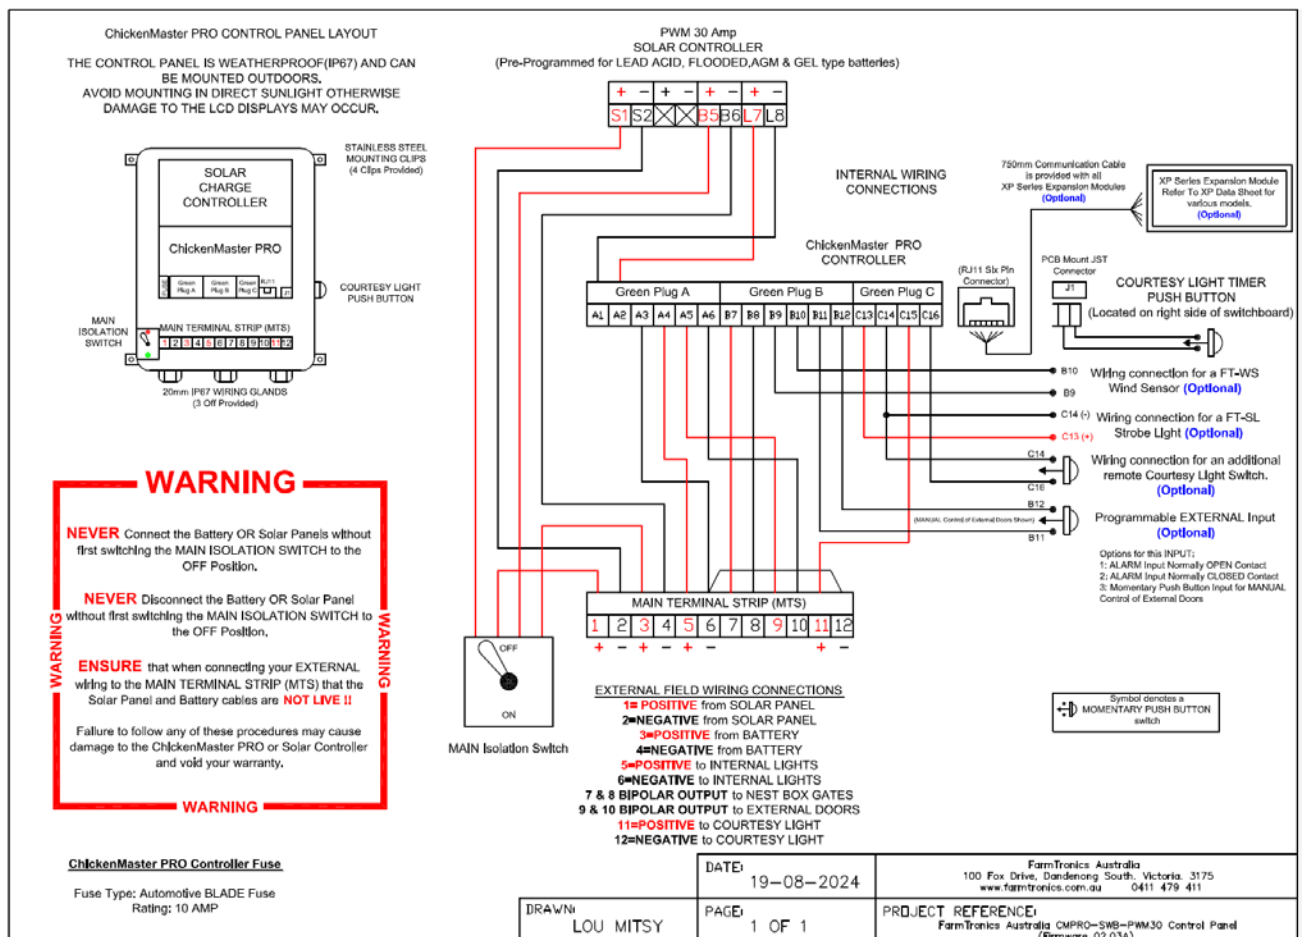 ChickenMaster PRO CONTROL PANEL LAYOUT
THE CONTROL PANEL IS WEATHERPROOF(IP67) AND CAN
BE MOUNTED OUTDOORS.
AVOID MOUNTING IN DIRECT SUNLIGHT OTHERWISE
DAMAGE TO THE LCD DISPLAYS MAY OCCUR.
STAINLESS STEEL
MOUNTING CLIPS
(4 Clips Provided)
SOLAR
CHARGE
CONTROLLER
ChickenMaster PRO
FUSE
Green Plug A
Green Plug B
Green Plug C
RJ11
J1
COURTESY LIGHT
PUSH BUTTON
MAIN
ISOLATION
SWITCH
MAIN TERMINAL STRIP (MTS)
1 2 3 4 5 6 7 8 9 10 11 12
20mm IP67 WIRING GLANDS
(3 Off Provided)
PWM 30 Amp
SOLAR CONTROLLER
(Pre-Programmed for LEAD ACID, FLOODED,AGM & GEL type batteries)
+ − + − + − + −
S1 S2 B5 B6 L7 L8
INTERNAL WIRING
CONNECTIONS
ChickenMaster PRO
CONTROLLER
Green Plug A Green Plug B Green Plug C
A1 A2 A3 A4 A5 A6 B7 B8 B9 B10 B11 B12 C13 C14 C15 C16
750mm Communication Cable
is provided with all
XP Series Expansion Modules
(Optional)
XP Series Expansion Module
Refer To XP Data Sheet for
various models.
(Optional)
(RJ11 Six Pin
Connector)
PCB Mount JST
Connector
J1
COURTESY LIGHT TIMER
PUSH BUTTON
(Located on right side of switchboard)
B10
B9
Wiring connection for a FT-WS
Wind Sensor (Optional)
C14 (-)
C13 (+)
Wiring connection for a FT-SL
Strobe Light (Optional)
C14
C16
Wiring connection for an additional
remote Courtesy Light Switch.
(Optional)
B12
(MANUAL Control of External Doors Shown)
B11
Programmable EXTERNAL Input
(Optional)
Options for this INPUT;
1: ALARM Input Normally OPEN Contact
2: ALARM Input Normally CLOSED Contact
3: Momentary Push Button Input for MANUAL
Control of External Doors
WARNING
WARNING
WARNING
WARNING
NEVER Connect the Battery OR Solar Panels without
first switching the MAIN ISOLATION SWITCH to the
OFF Position.
NEVER Disconnect the Battery OR Solar Panel
without first switching the MAIN ISOLATION SWITCH to
the OFF Position.
ENSURE that when connecting your EXTERNAL
wiring to the MAIN TERMINAL STRIP (MTS) that the
Solar Panel and Battery cables are NOT LIVE !!
Failure to follow any of these procedures may cause
damage to the ChickenMaster PRO or Solar Controller
and void your warranty.
MAIN TERMINAL STRIP (MTS)
1 2 3 4 5 6 7 8 9 10 11 12
+ − + − + − + −
OFF
ON
MAIN Isolation Switch
EXTERNAL FIELD WIRING CONNECTIONS
1= POSITIVE from SOLAR PANEL
2=NEGATIVE from SOLAR PANEL
3=POSITIVE from BATTERY
4=NEGATIVE from BATTERY
5=POSITIVE to INTERNAL LIGHTS
6=NEGATIVE to INTERNAL LIGHTS
7 & 8 BIPOLAR OUTPUT to NEST BOX GATES
9 & 10 BIPOLAR OUTPUT to EXTERNAL DOORS
11=POSITIVE to COURTESY LIGHT
12=NEGATIVE to COURTESY LIGHT
Symbol denotes a
MOMENTARY PUSH BUTTON
switch
ChickenMaster PRO Controller Fuse
Fuse Type: Automotive BLADE Fuse
Rating: 10 AMP
DATE:
19-08-2024
FarmTronics Australia
100 Fox Drive, Dandenong South. Victoria. 3175
www.farmtronics.com.au 0411 479 411
DRAWN:
LOU MITSY
PAGE:
1 OF 1
PROJECT REFERENCE:
FarmTronics Australia CMPRO-SWB-PWM30 Control Panel
(Firmware 02.03A)